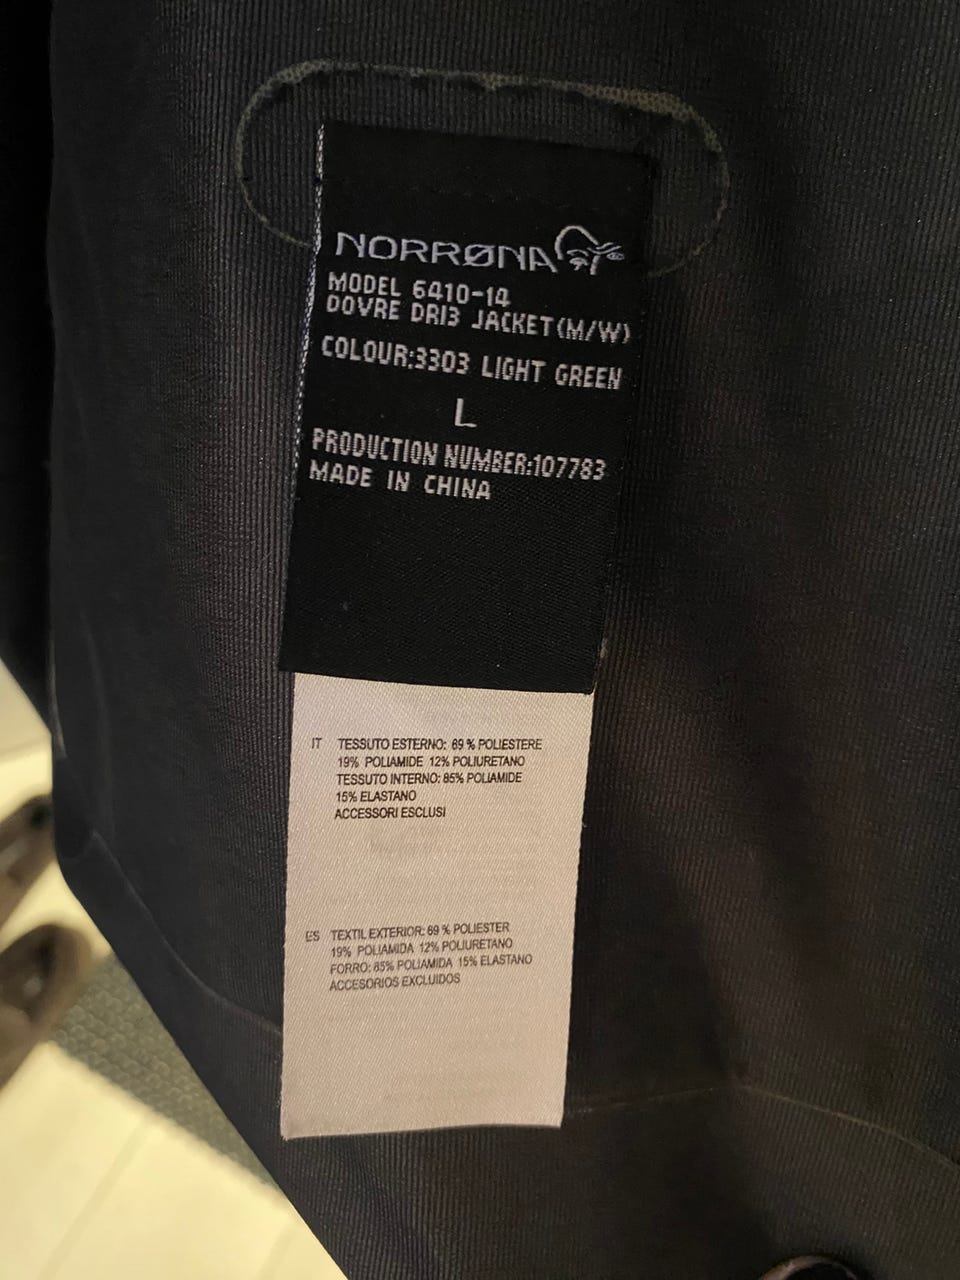 NORRØNA
MODEL 6410-14
DOVRE DRI3 JACKET(M/W)
COLOUR:3303 LIGHT GREEN
L
PRODUCTION NUMBER:107783
MADE IN CHINA
IT TESSUTO ESTERNO: 69 % POLIESTERE
19% POLIAMIDE 12% POLIURETANO
TESSUTO INTERNO: 85% POLIAMIDE
15% ELASTANO
ACCESSORI ESCLUSI
ES TEXTIL EXTERIOR: 69 % POLIESTER
19% POLIAMIDA 12% POLIURETANO
FORRO: 85% POLIAMIDA 15% ELASTANO
ACCESORIOS EXCLUIDOS